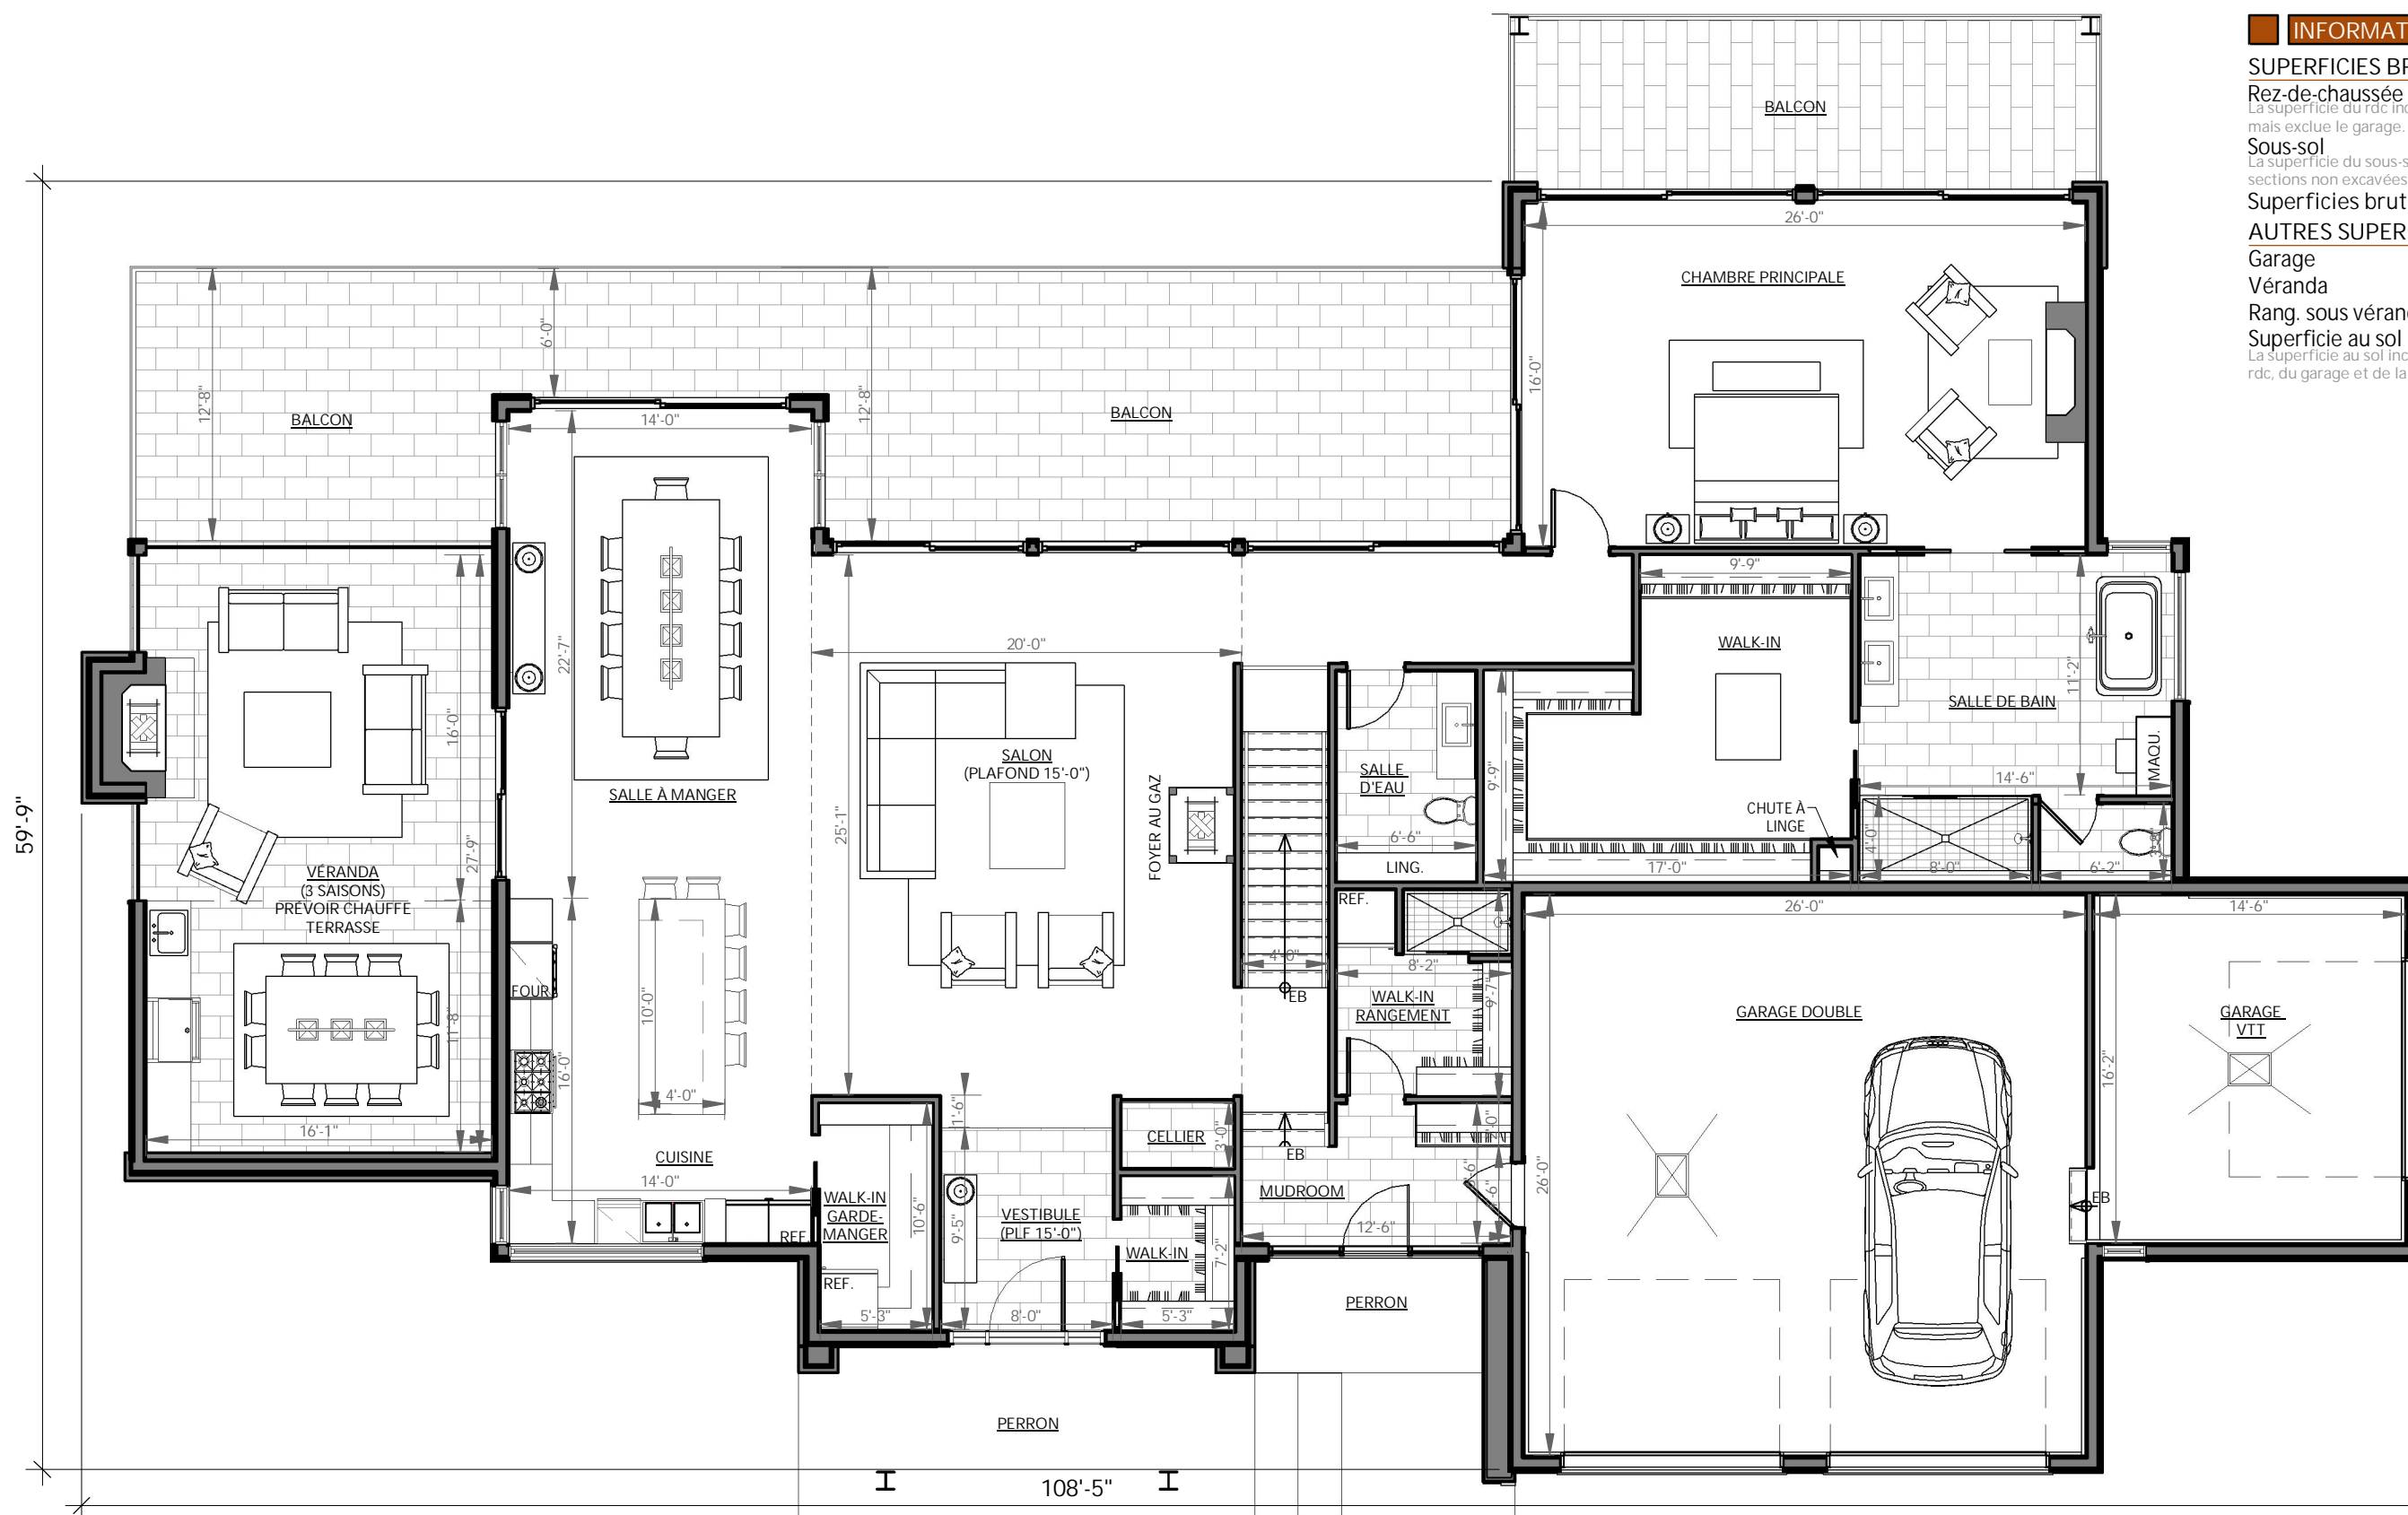 INFORMAT
SUPERFICIES BR
Rez-de-chaussée
La superficie du rdc inc
mais exclue le garage.
Sous-sol
La superficie du sous-s
sections non excavées
Superficies brut
AUTRES SUPER
Garage
Véranda
Rang. sous véran
Superficie au sol
La superficie au sol inc
rdc, du garage et de la
BALCON
26'-0"
CHAMBRE PRINCIPALE
16'-0"
12'-8"
6'-0"
12'-8"
BALCON
14'-0"
BALCON
9'-9"
WALK-IN
11'-2"
SALLE DE BAIN
MAQU.
14'-6"
20'-0"
22'-7"
16'-0"
27'-9"
SALON
(PLAFOND 15'-0")
SALLE À MANGER
25'-1"
FOYER AU GAZ
SALLE
D'EAU
6'-6"
LING.
9'-9"
CHUTE À
LINGE
17'-0"
4'-0"
8'-0"
6'-2"
59'-9"
VÉRANDA
(3 SAISONS)
PRÉVOIR CHAUFFE
TERRASSE
REF.
26'-0"
14'-6"
4'-0"
EB
8'-2"
9'-7"
WALK-IN
RANGEMENT
FOUR
10'-0"
4'-0"
16'-0"
11'-8"
16'-1"
GARAGE DOUBLE
GARAGE
VTT
16'-2"
26'-0"
EB
1'-6"
CELLIER
3'-0"
EB
2'-0"
MUDROOM
12'-6"
CUISINE
14'-0"
REF.
WALK-IN
GARDE-
MANGER
10'-6"
REF.
5'-3"
9'-5"
VESTIBULE
(PLF 15'-0")
8'-0"
WALK-IN
7'-2"
5'-3"
PERRON
PERRON
108'-5"